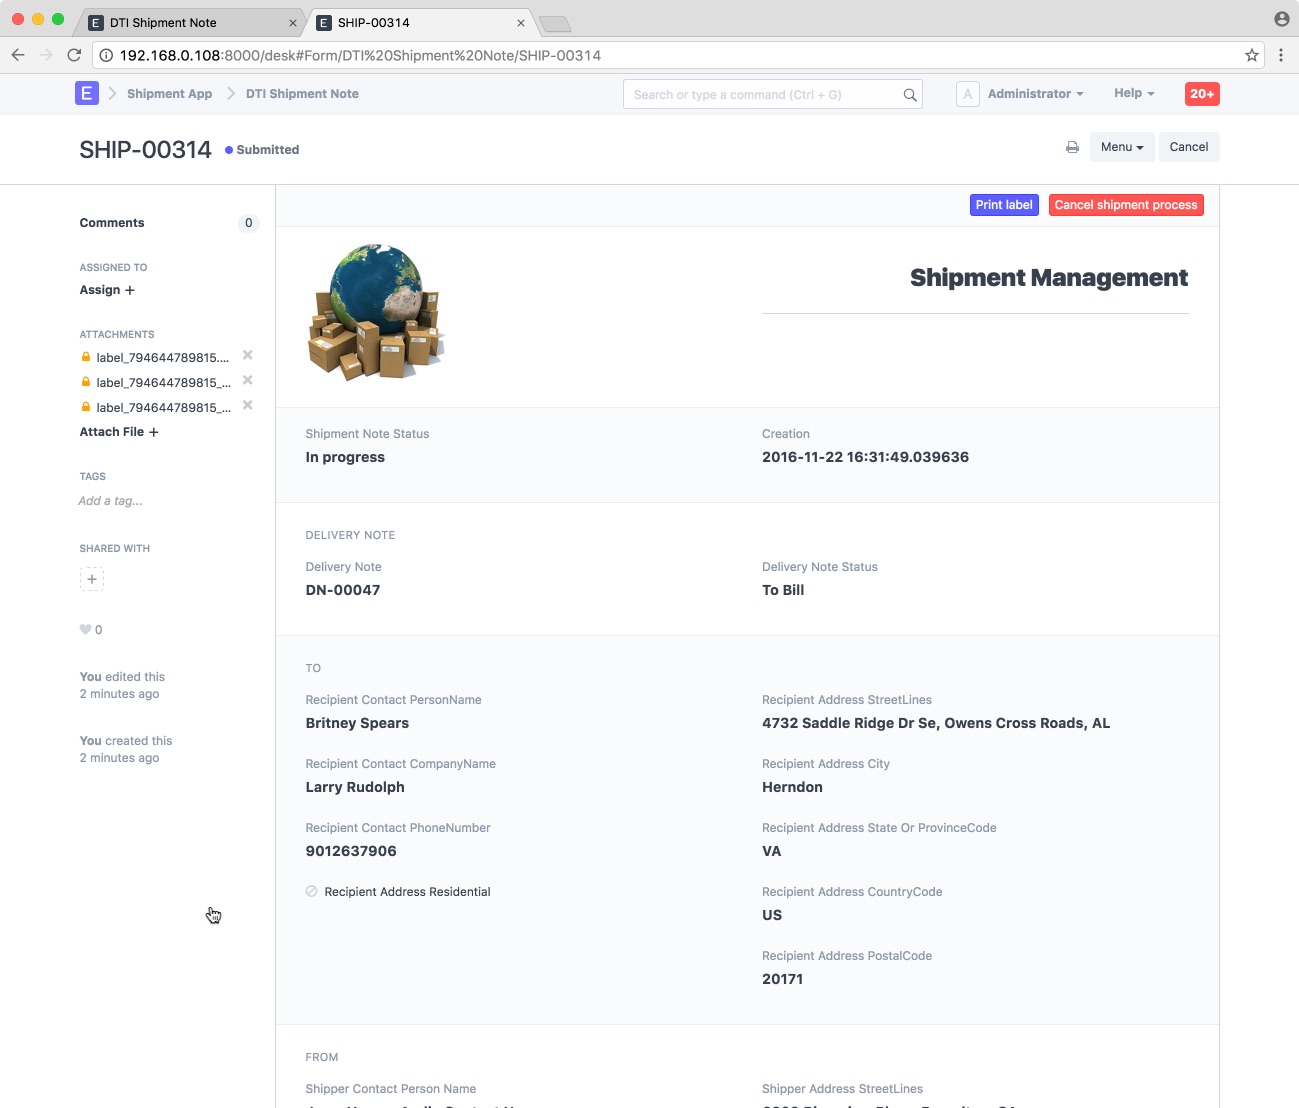 DTI Shipment Note
SHIP-00314
192.168.0.108:8000/desk#Form/DTI%20Shipment%20Note/SHIP-00314
E
Shipment App
DTI Shipment Note
Search or type a command (Ctrl + G)
A
Administrator
Help
20+
SHIP-00314
Submitted
Menu
Cancel
Comments
0
ASSIGNED TO
Assign +
ATTACHMENTS
label_794644789815....
label_794644789815_...
label_794644789815_...
Attach File +
TAGS
Add a tag...
SHARED WITH
+
0
You edited this
2 minutes ago
You created this
2 minutes ago
Print label
Cancel shipment process
Shipment Management
Shipment Note Status
In progress
Creation
2016-11-22 16:31:49.039636
DELIVERY NOTE
Delivery Note
DN-00047
Delivery Note Status
To Bill
TO
Recipient Contact PersonName
Britney Spears
Recipient Contact CompanyName
Larry Rudolph
Recipient Contact PhoneNumber
9012637906
Recipient Address Residential
Recipient Address StreetLines
4732 Saddle Ridge Dr Se, Owens Cross Roads, AL
Recipient Address City
Herndon
Recipient Address State Or ProvinceCode
VA
Recipient Address CountryCode
US
Recipient Address PostalCode
20171
FROM
Shipper Contact Person Name
Shipper Address StreetLines